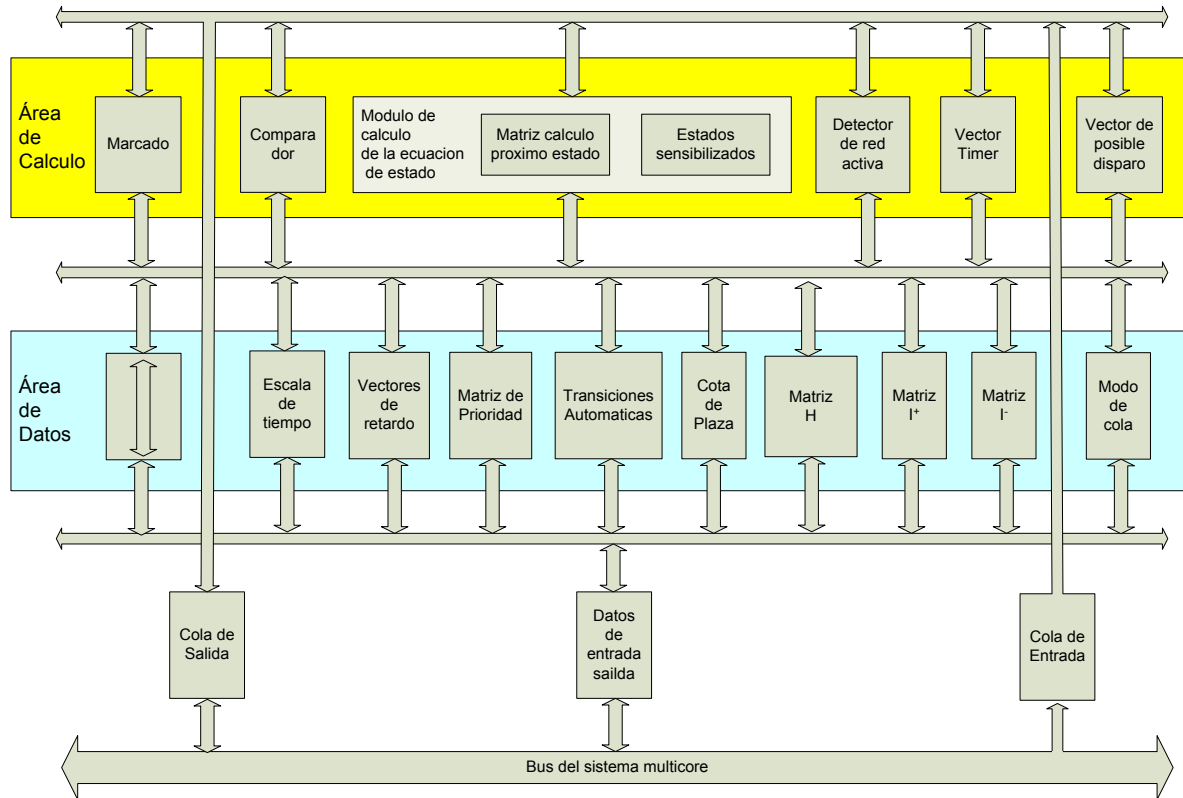 Área
de
Calculo
Marcado
Compara
dor
Modulo de
calculo
de la ecuacion
de estado
Matriz calculo
proximo estado
Estados
sensibilizados
Detector
de red
activa
Vector
Timer
Vector de
posible
disparo
Área
de
Datos
Escala
de
tiempo
Vectores
de
retardo
Matriz de
Prioridad
Transiciones
Automaticas
Cota
de
Plaza
Matriz
H
Matriz
I+
Matriz
I-
Modo
de
cola
Cola de
Salida
Datos
de
entrada
sailda
Cola de
Entrada
Bus del sistema multicore